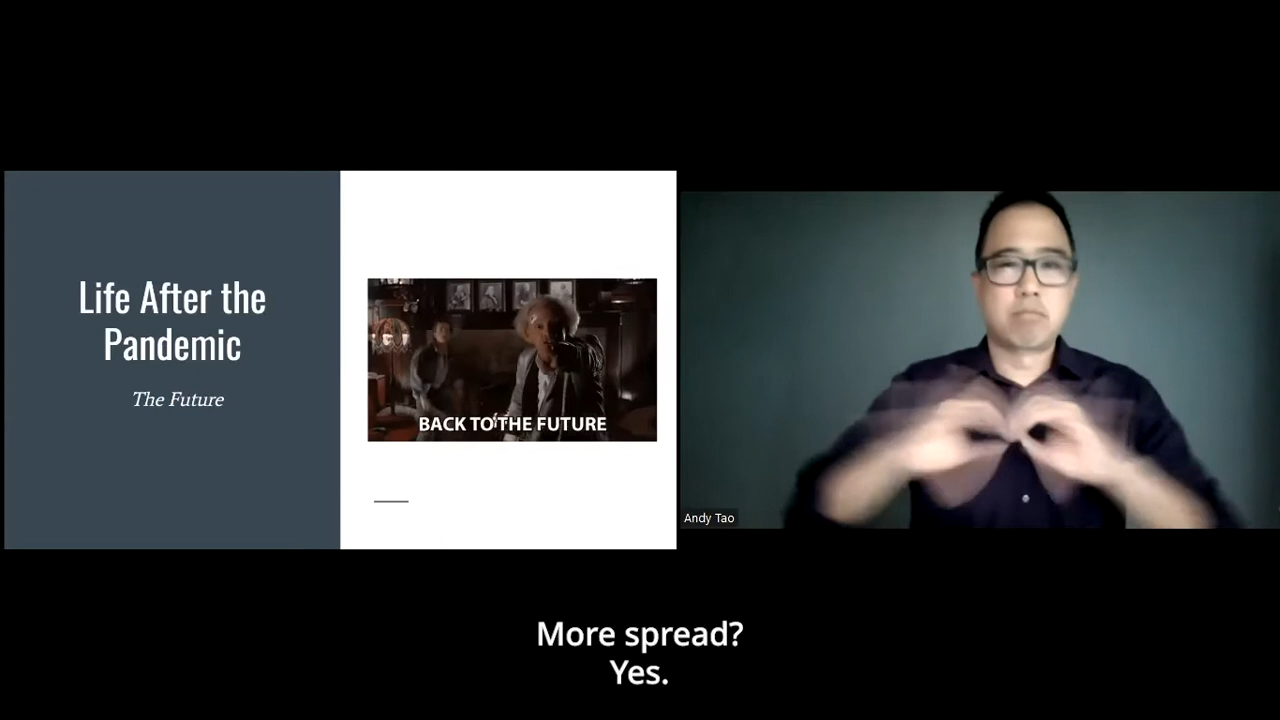 Life After the
Pandemic
The Future
BACK TO THE FUTURE
Andy Tao
More spread?
Yes.